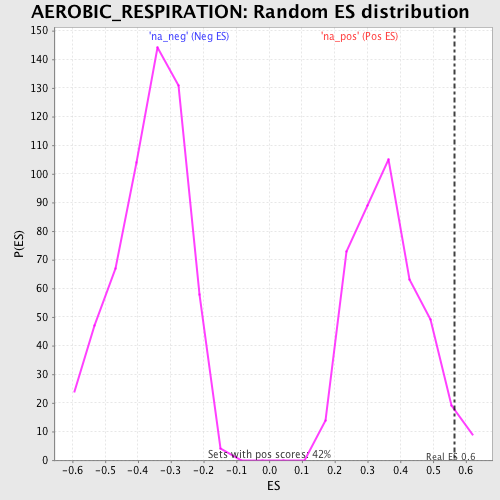 AEROBIC_RESPIRATION: Random ES distribution
'na_neg' (Neg ES)
'na_pos' (Pos ES)
150
140
130
120
110
100
90
80
70
60
50
40
30
20
10
0
P(ES)
Sets with pos scores: 42%
Real ES 0.6
-0.6 -0.5 -0.4 -0.3 -0.2 -0.1 0.0 0.1 0.2 0.3 0.4 0.5 0.6
ES